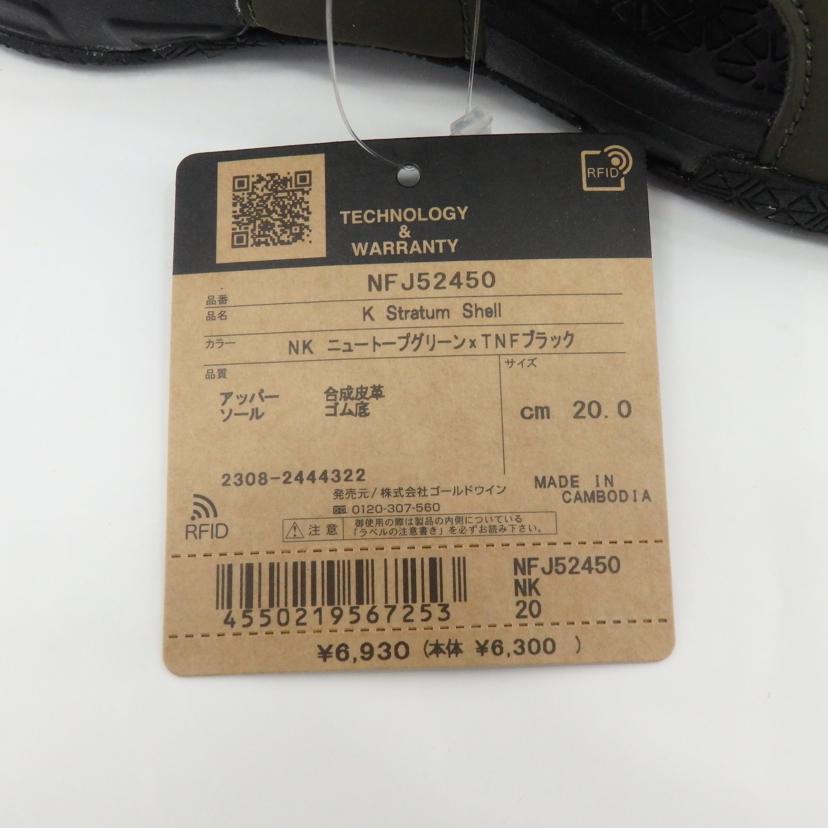 RFID
TECHNOLOGY
&
WARRANTY
品番 NFJ52450
品名 K Stratum Shell
カラー NK ニュートープグリーンxTNFブラック
品質 サイズ
アッパー 合成皮革
ソール ゴム底
cm 20.0
2308-2444322
発売元/株式会社ゴールドウイン
0120-307-560
MADE IN
CAMBODIA
RFID
注意 御使用の際は製品の内側についている
「ラベルの注意書き」を必ずお読み下さい。
4550219567253
NFJ52450
NK
20
¥6,930 (本体 ¥6,300 )